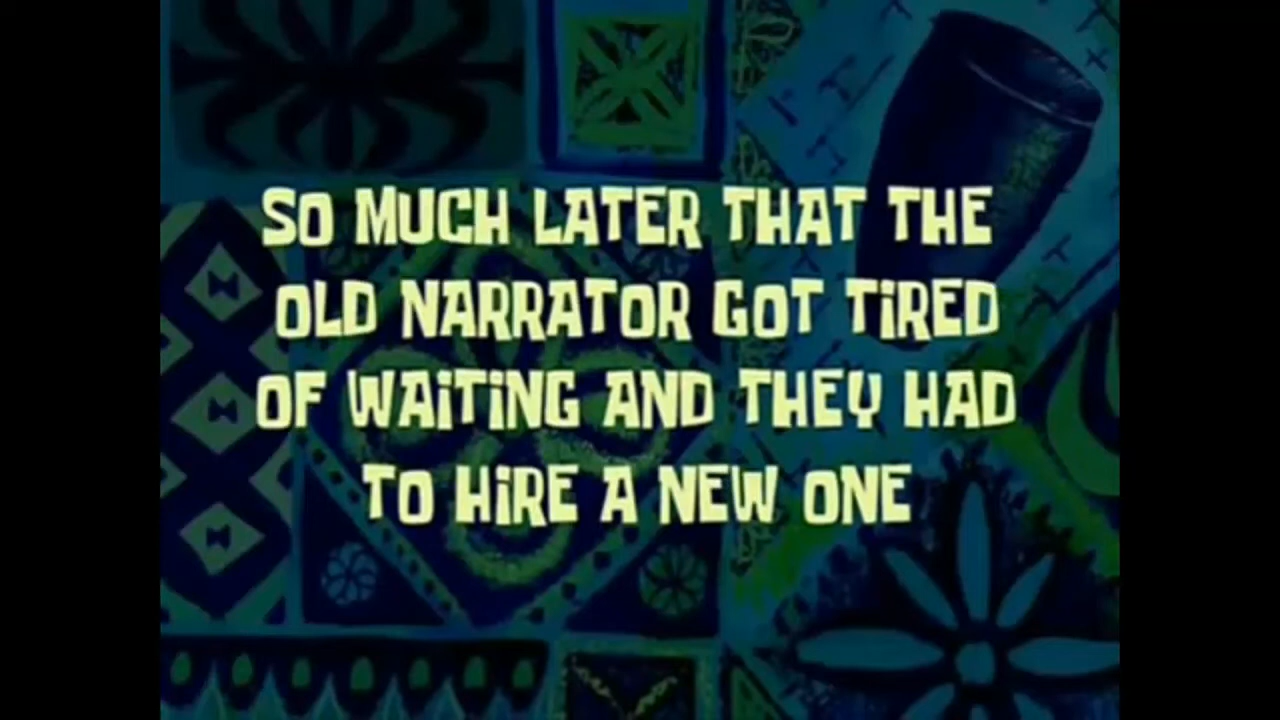 SO MUCH LATER THAT THE
OLD NARRATOR GOT TiRED
OF WAiTiNG AND THEY HAD
TO HiRE A NEW ONE